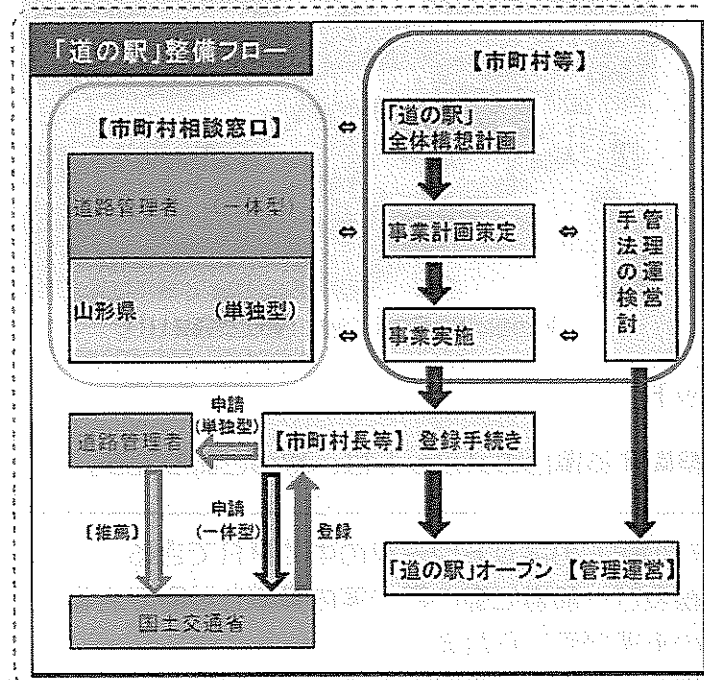 「道の駅」整備フロー
【市町村等】
【市町村相談窓口】
⇔
「道の駅」
全体構想計画
道路管理者 一体型
⇔
事業計画策定
⇔
管理運営
手法の検討
山形県 (単独型)
⇔
事業実施
⇔
申請
(単独型)
道路管理者
【市町村長等】 登録手続き
〔推薦〕
申請
(一体型)
登録
「道の駅」オープン 【管理運営】
国土交通省